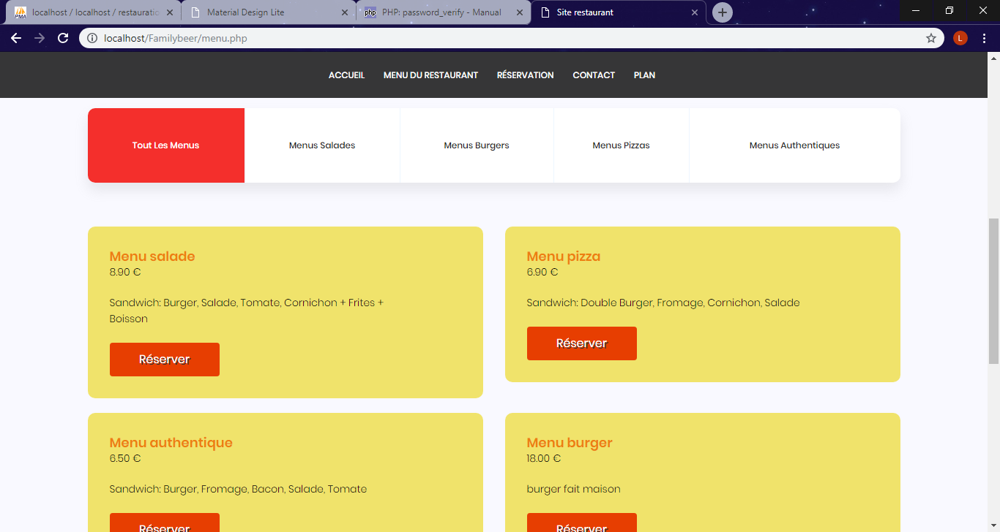 localhost / localhost / restauratio
Material Design Lite
php PHP: password_verify - Manual
Site restaurant
localhost/Familybeer/menu.php
L
ACCUEIL MENU DU RESTAURANT RÉSERVATION CONTACT PLAN
Tout Les Menus Menus Salades Menus Burgers Menus Pizzas Menus Authentiques
Menu salade
8.90 €
Sandwich: Burger, Salade, Tomate, Cornichon + Frites +
Boisson
Réserver
Menu pizza
6.90 €
Sandwich: Double Burger, Fromage, Cornichon, Salade
Réserver
Menu authentique
6.50 €
Sandwich: Burger, Fromage, Bacon, Salade, Tomate
Réserver
Menu burger
18.00 €
burger fait maison
Réserver